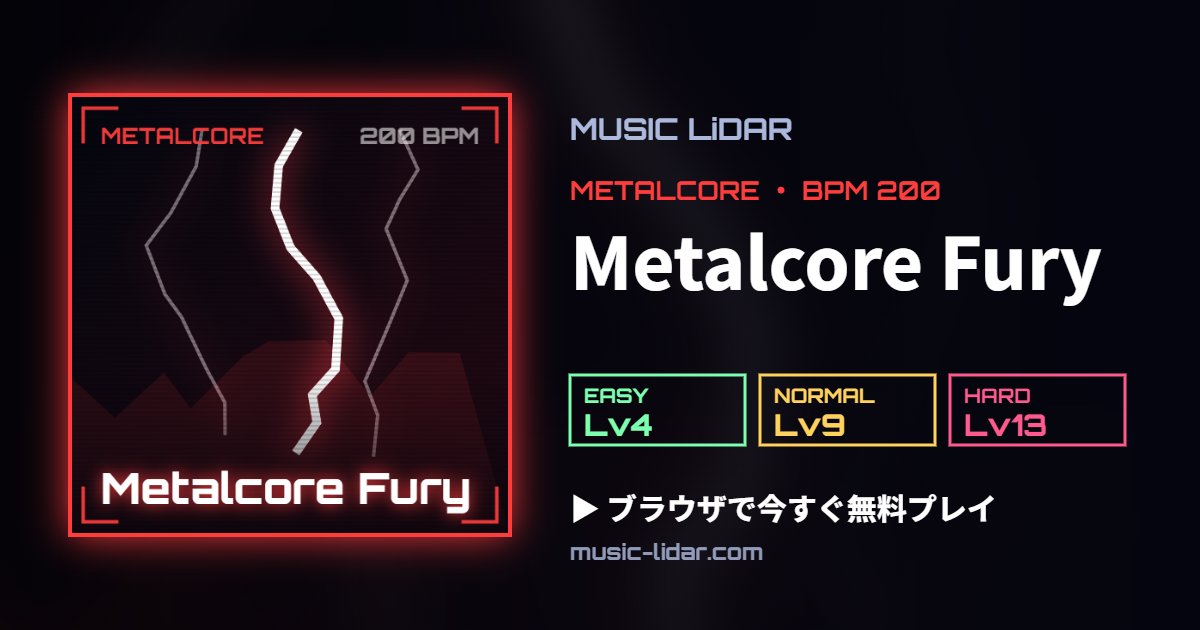 METALCORE
200 BPM
Metalcore Fury
MUSIC LiDAR
METALCORE • BPM 200
Metalcore Fury
EASY
Lv4
NORMAL
Lv9
HARD
Lv13
▶ ブラウザで今すぐ無料プレイ
music-lidar.com